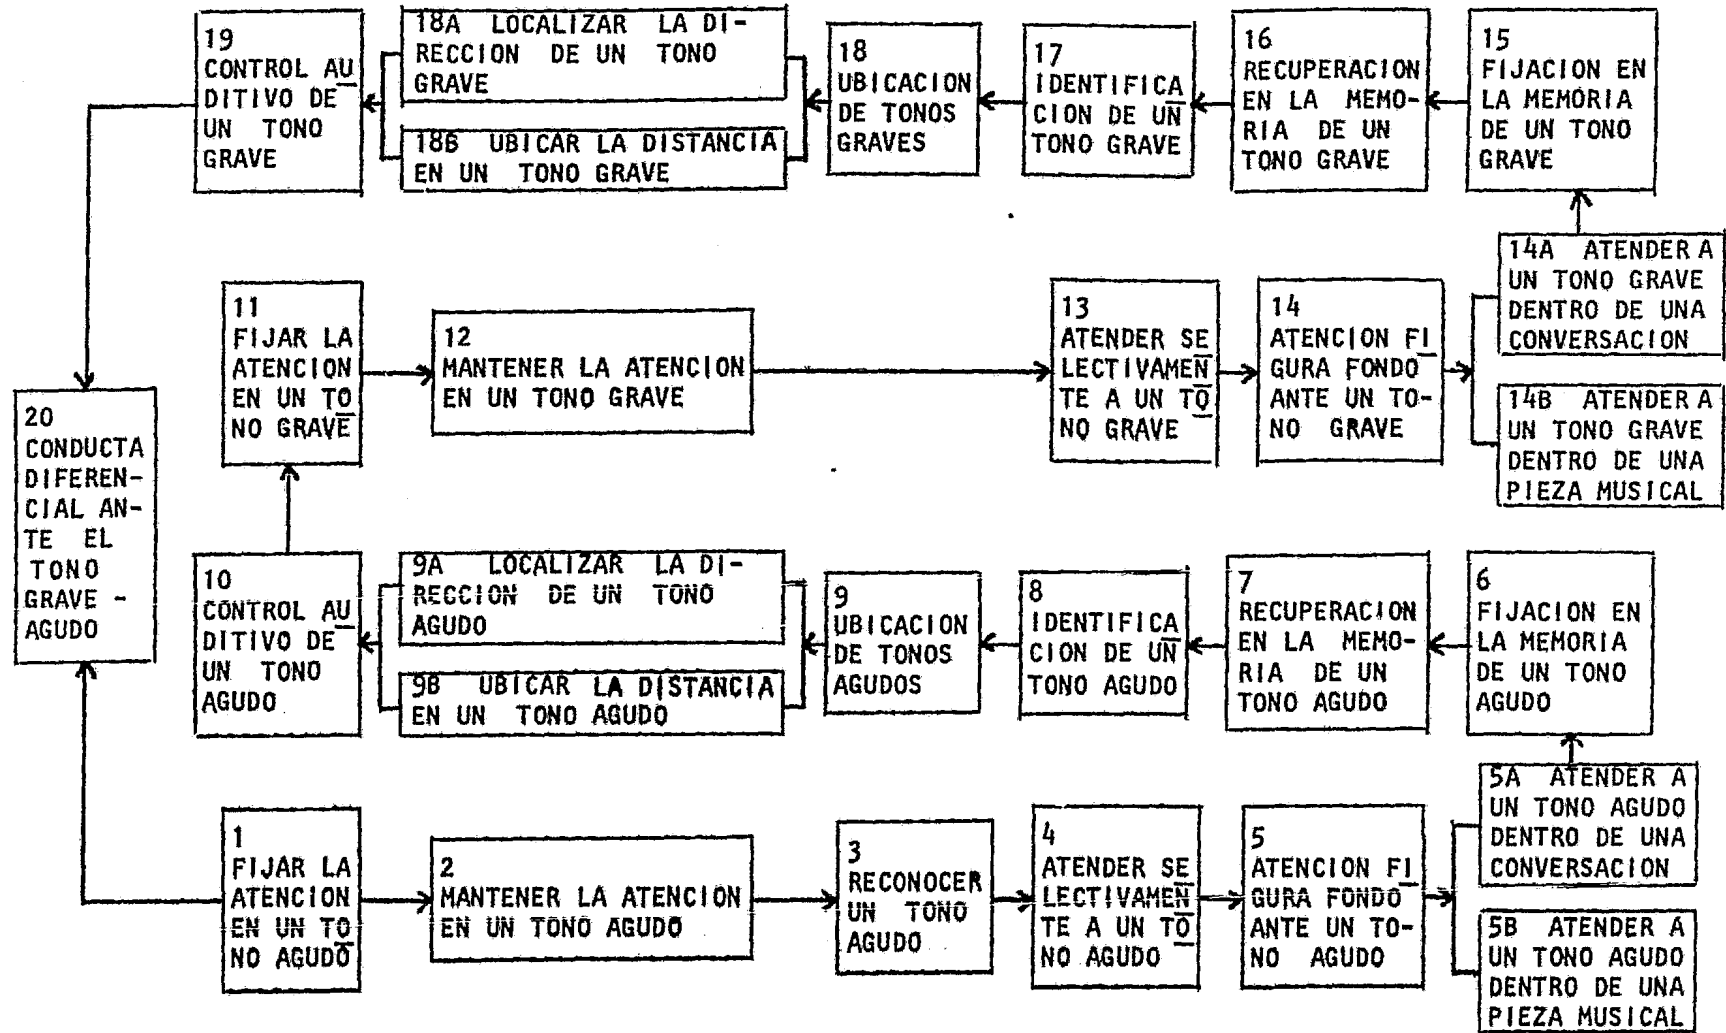 19
CONTROL AU
DITIVO DE
UN TONO
GRAVE
18A LOCALIZAR LA DI-
RECCION DE UN TONO
GRAVE
18B UBICAR LA DISTANCIA
EN UN TONO GRAVE
18
UBICACION
DE TONOS
GRAVES
17
IDENTIFICA
CION DE UN
TONO GRAVE
16
RECUPERACION
EN LA MEMO-
RIA DE UN
TONO GRAVE
15
FIJACION EN
LA MEMORIA
DE UN TONO
GRAVE
11
FIJAR LA
ATENCION
EN UN TO
NO GRAVE
12
MANTENER LA ATENCION
EN UN TONO GRAVE
13
ATENDER SE
LECTIVAMEN
TE A UN TO
NO GRAVE
14
ATENCION FI
GURA FONDO
ANTE UN TO-
NO GRAVE
14A ATENDER A
UN TONO GRAVE
DENTRO DE UNA
CONVERSACION
14B ATENDER A
UN TONO GRAVE
DENTRO DE UNA
PIEZA MUSICAL
20
CONDUCTA
DIFEREN-
CIAL AN-
TE EL
TONO
GRAVE -
AGUDO
10
CONTROL AU
DITIVO DE
UN TONO
AGUDO
9A LOCALIZAR LA DI-
RECCION DE UN TONO
AGUDO
9B UBICAR LA DISTANCIA
EN UN TONO AGUDO
9
UBICACION
DE TONOS
AGUDOS
8
IDENTIFICA
CION DE UN
TONO AGUDO
7
RECUPERACION
EN LA MEMO-
RIA DE UN
TONO AGUDO
6
FIJACION EN
LA MEMORIA
DE UN TONO
AGUDO
1
FIJAR LA
ATENCION
EN UN TO
NO AGUDO
2
MANTENER LA ATENCION
EN UN TONO AGUDO
3
RECONOCER
UN TONO
AGUDO
4
ATENDER SE
LECTIVAMEN
TE A UN TO
NO AGUDO
5
ATENCION FI
GURA FONDO
ANTE UN TO-
NO AGUDO
5A ATENDER A
UN TONO AGUDO
DENTRO DE UNA
CONVERSACION
5B ATENDER A
UN TONO AGUDO
DENTRO DE UNA
PIEZA MUSICAL